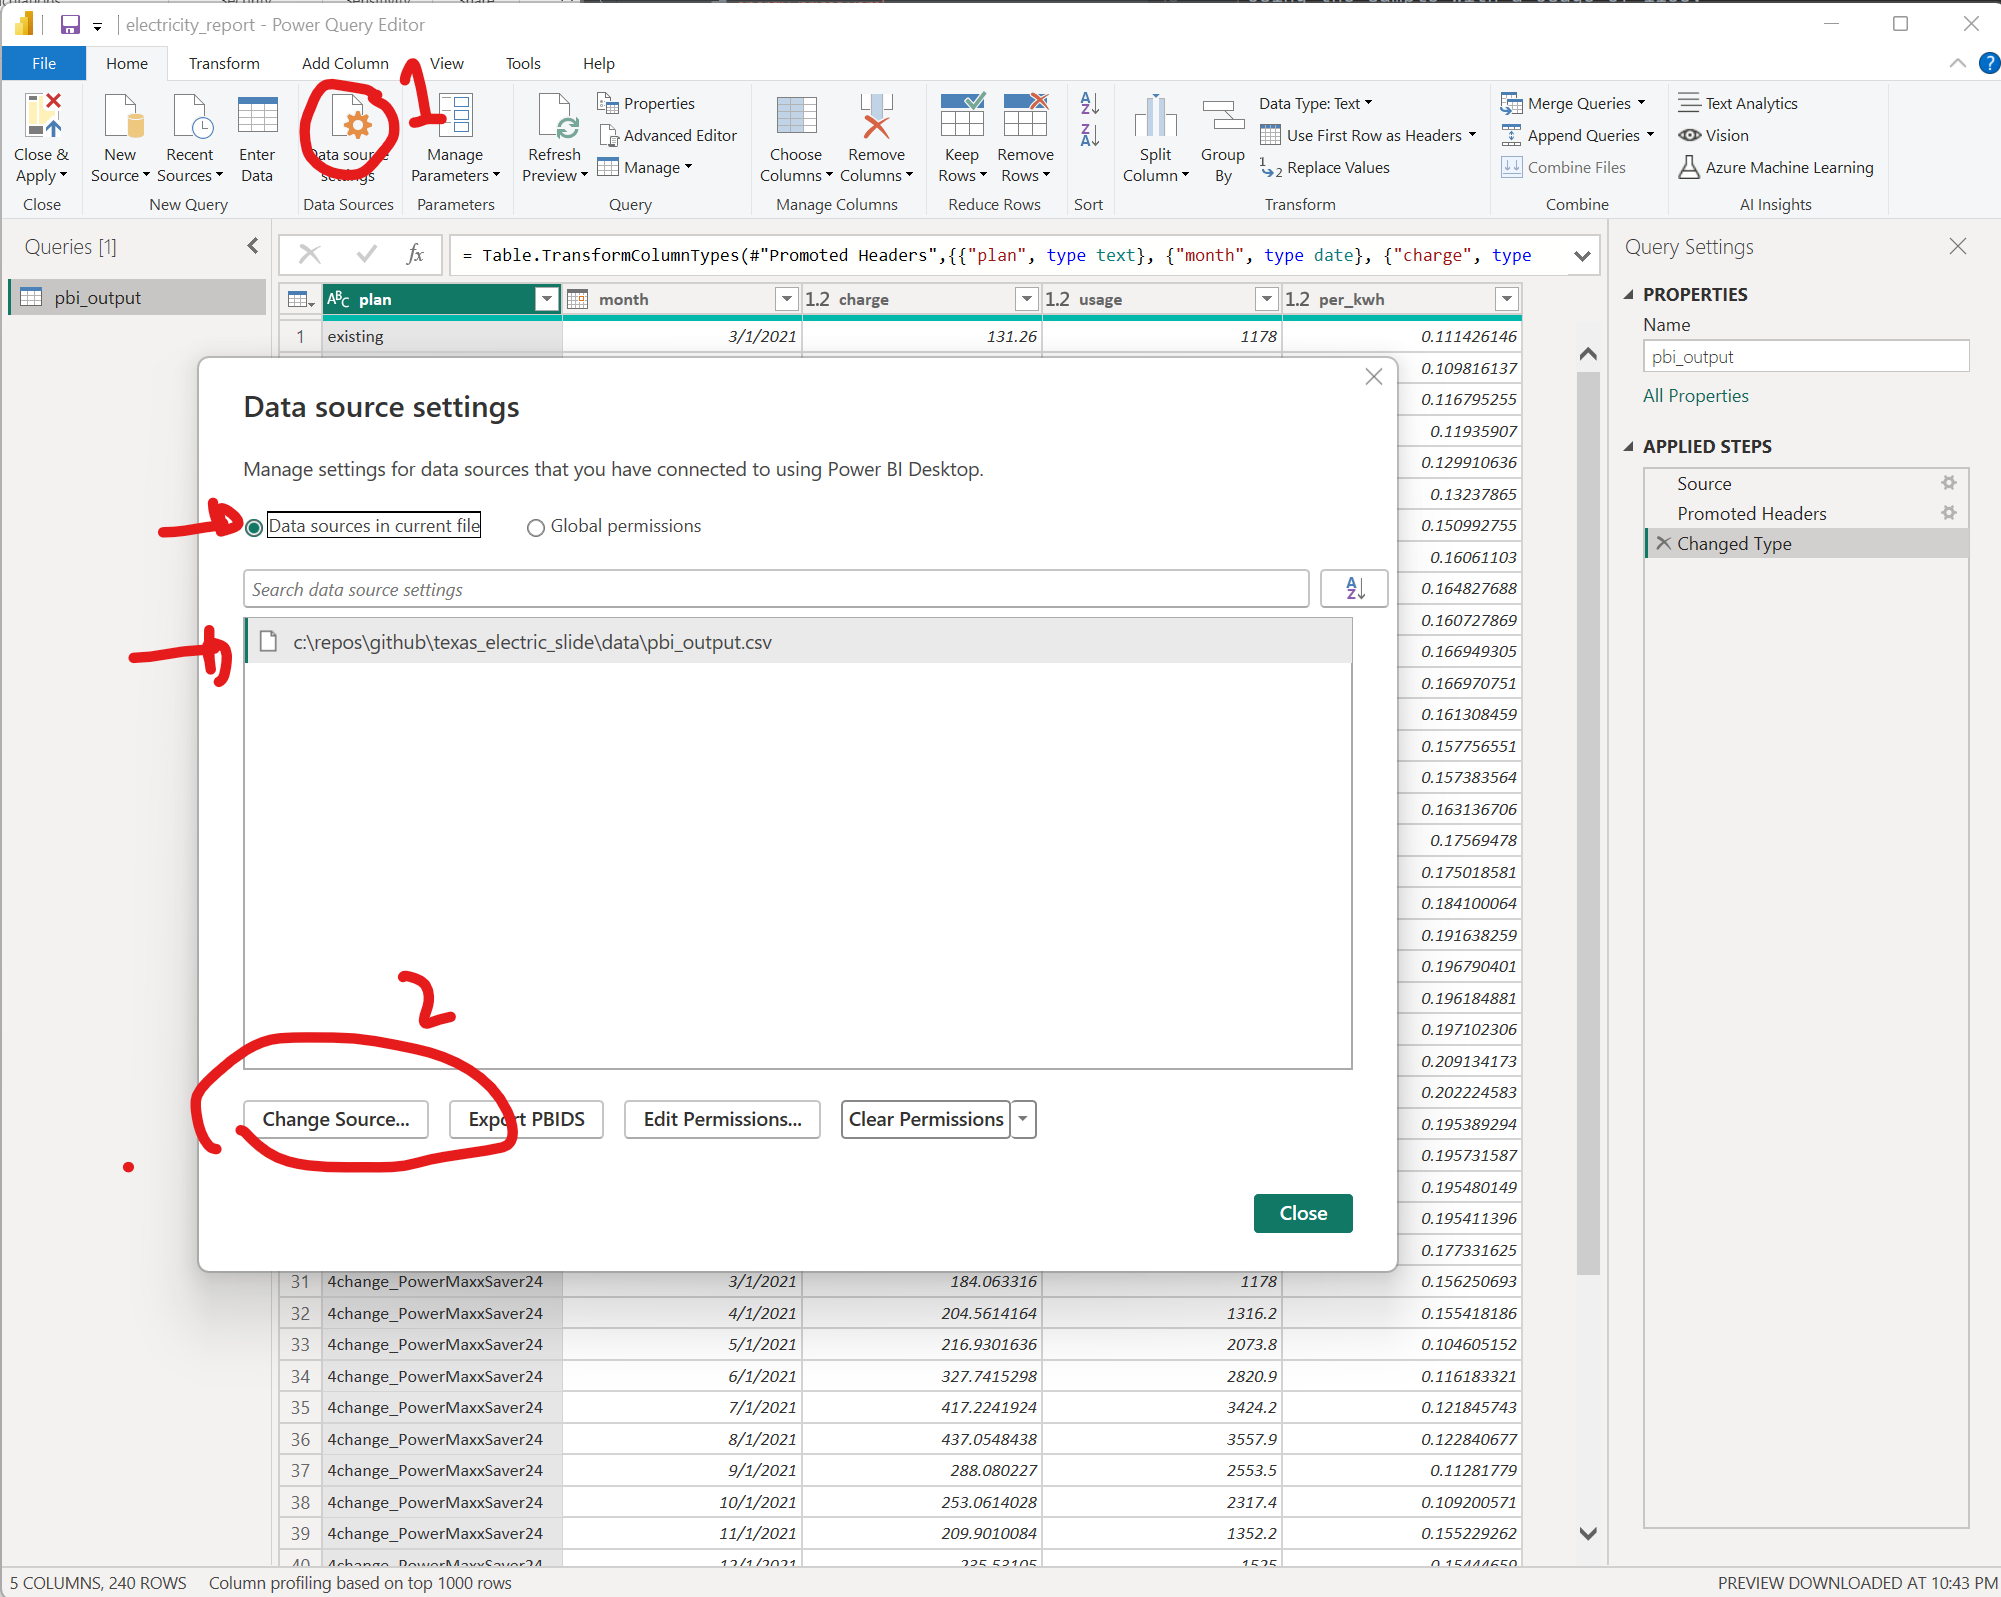 electricity_report - Power Query Editor
File Home Transform Add Column View Tools Help
1
Close & Apply
New Source
Recent Sources
Enter Data
Data source settings
Manage Parameters
Refresh Preview
Properties
Advanced Editor
Manage
Choose Columns
Remove Columns
Keep Rows
Remove Rows
Split Column
Group By
Data Type: Text
Use First Row as Headers
Replace Values
Merge Queries
Append Queries
Combine Files
Text Analytics
Vision
Azure Machine Learning
Close New Query Data Sources Parameters Query Manage Columns Reduce Rows Sort Transform Combine AI Insights
Queries [1]
pbi_output
fx = Table.TransformColumnTypes(#"Promoted Headers",{{"plan", type text}, {"month", type date}, {"charge", type
ABC plan month 1.2 charge 1.2 usage 1.2 per_kwh
1 existing 3/1/2021 131.26 1178 0.111426146
0.109816137
0.116795255
0.11935907
0.129910636
0.13237865
0.150992755
0.16061103
0.164827688
0.160727869
0.166949305
0.166970751
0.161308459
0.157756551
0.157383564
0.163136706
0.17569478
0.175018581
0.184100064
0.191638259
0.196790401
0.196184881
0.197102306
0.209134173
0.202224583
0.195389294
0.195731587
0.195480149
0.195411396
0.177331625
Data source settings
Manage settings for data sources that you have connected to using Power BI Desktop.
Data sources in current file Global permissions
Search data source settings
c:\repos\github\texas_electric_slide\data\pbi_output.csv
2
Change Source... Export PBIDS Edit Permissions... Clear Permissions
Close
31 4change_PowerMaxxSaver24 3/1/2021 184.063316 1178 0.156250693
32 4change_PowerMaxxSaver24 4/1/2021 204.5614164 1316.2 0.155418186
33 4change_PowerMaxxSaver24 5/1/2021 216.9301636 2073.8 0.104605152
34 4change_PowerMaxxSaver24 6/1/2021 327.7415298 2820.9 0.116183321
35 4change_PowerMaxxSaver24 7/1/2021 417.2241924 3424.2 0.121845743
36 4change_PowerMaxxSaver24 8/1/2021 437.0548438 3557.9 0.122840677
37 4change_PowerMaxxSaver24 9/1/2021 288.080227 2553.5 0.11281779
38 4change_PowerMaxxSaver24 10/1/2021 253.0614028 2317.4 0.109200571
39 4change_PowerMaxxSaver24 11/1/2021 209.9010084 1352.2 0.155229262
40 4change_PowerMaxxSaver24 12/1/2021 235.53105 1525 0.15444659
Query Settings
PROPERTIES
Name
pbi_output
All Properties
APPLIED STEPS
Source
Promoted Headers
Changed Type
5 COLUMNS, 240 ROWS Column profiling based on top 1000 rows
PREVIEW DOWNLOADED AT 10:43 PM